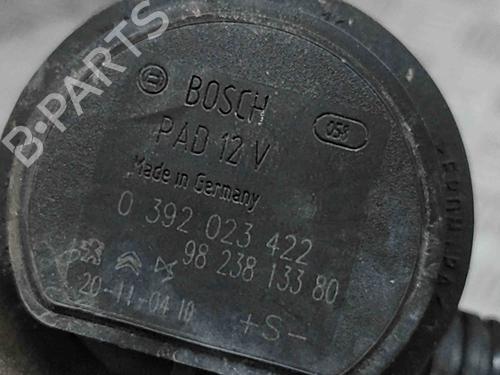 B-PARTS
BOSCH
058
PAD 12 V
Made in Germany
0 392 023 422
98 238 133 80
20-11-04 10
+S-